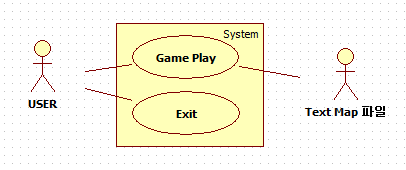 System
Game Play
USER
Exit
Text Map 파일